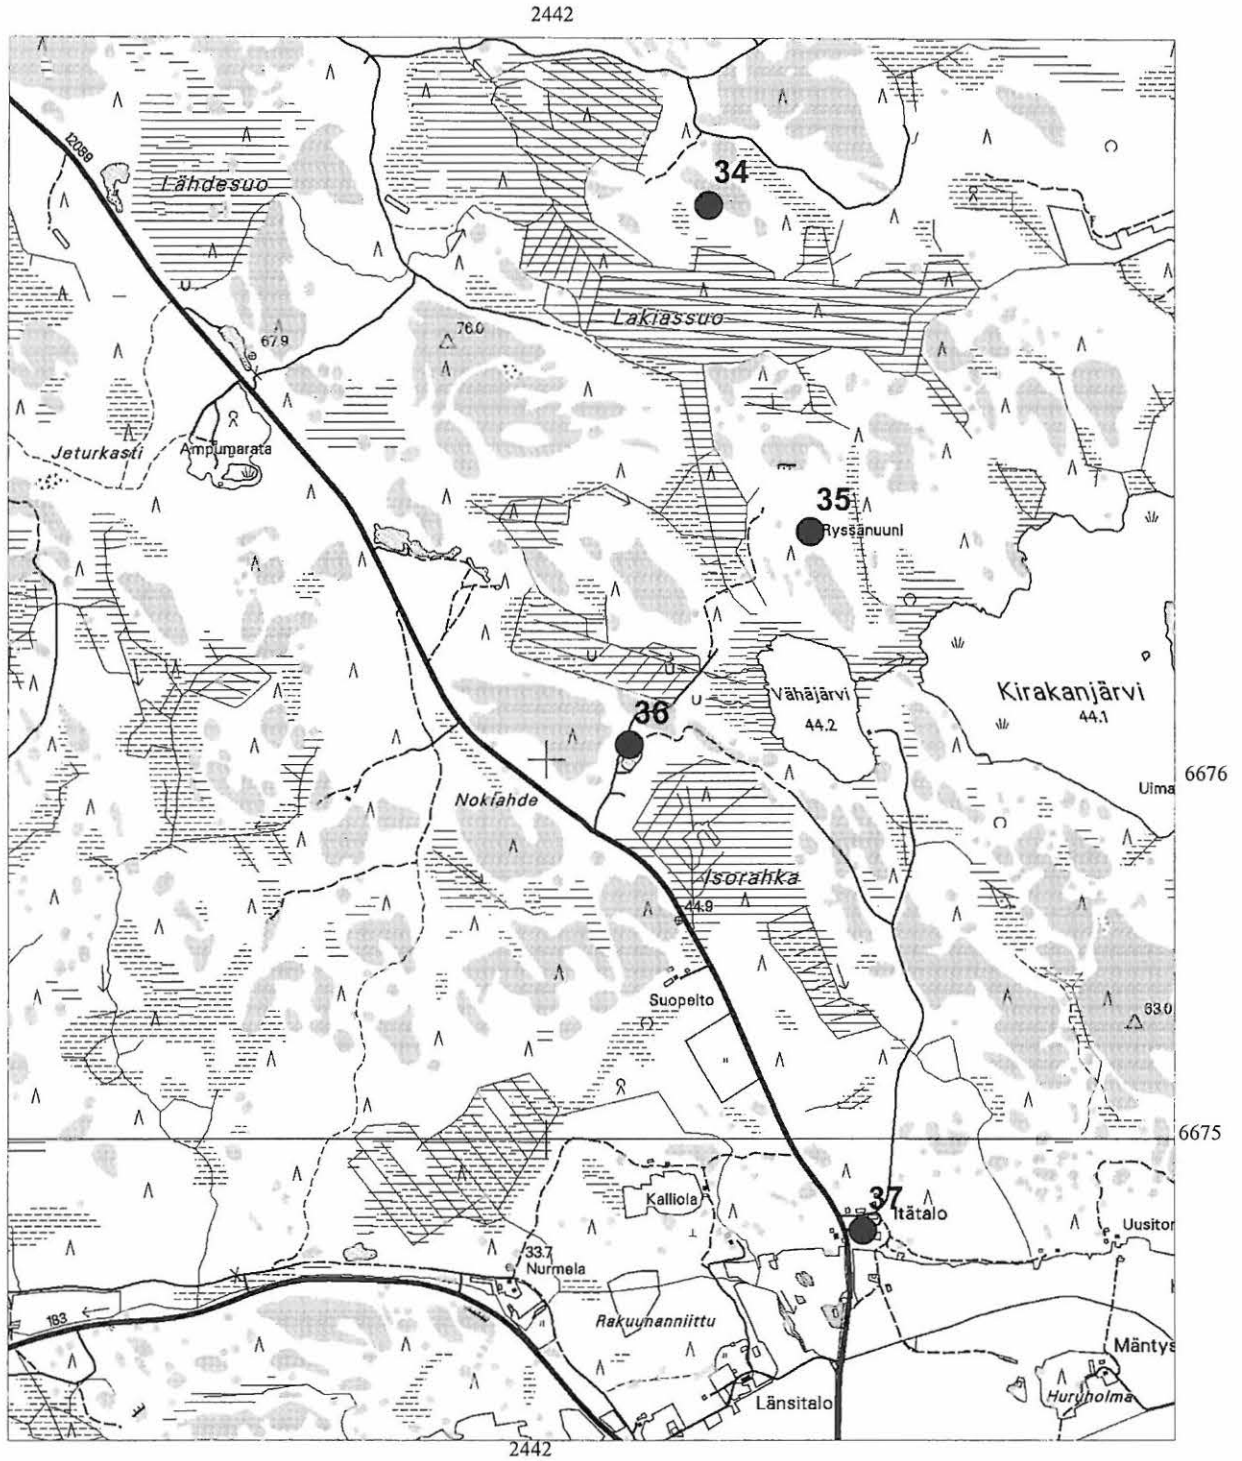 2442
12089
34
Lähdesuo
Lakiassuo
67.9
76.0
Jeturkasti
Ampumarata
35
Ryssänuuni
Vähäjärvi
44.2
Kirakanjärvi
44.1
36
6676
Uima
Nokiahde
Isorahka
44.9
Suopelto
83.0
6675
37
Itätalo
Kalliola
Uusitor
33.7
Nurmela
183
Rakuunanniittu
Mäntys
Länsitalo
Huruholma
2442